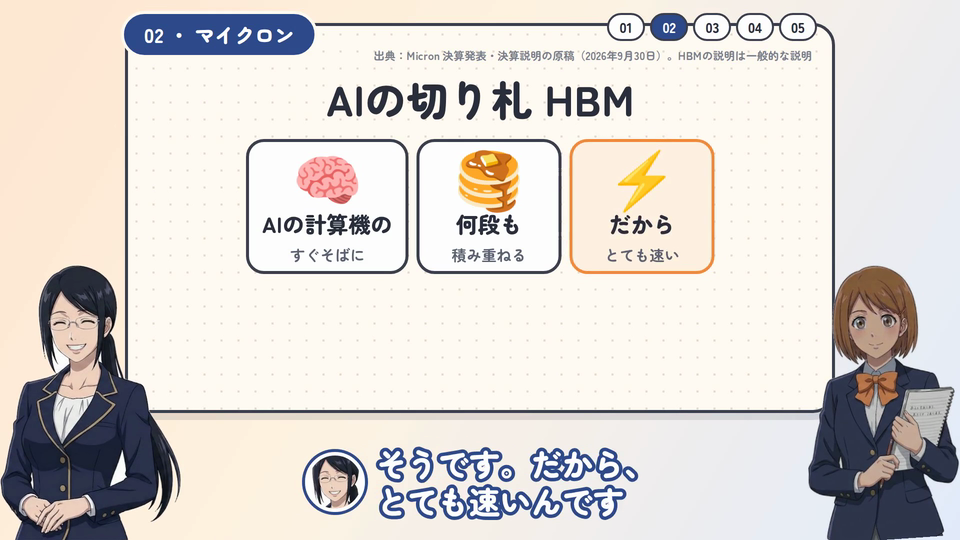 02 ・ マイクロン
01 02 03 04 05
出典：Micron 決算発表・決算説明の原稿（2026年9月30日）。HBMの説明は一般的な説明
AIの切り札 HBM
AIの計算機の
すぐそばに
何段も
積み重ねる
だから
とても速い
そうです。だから、
とても速いんです